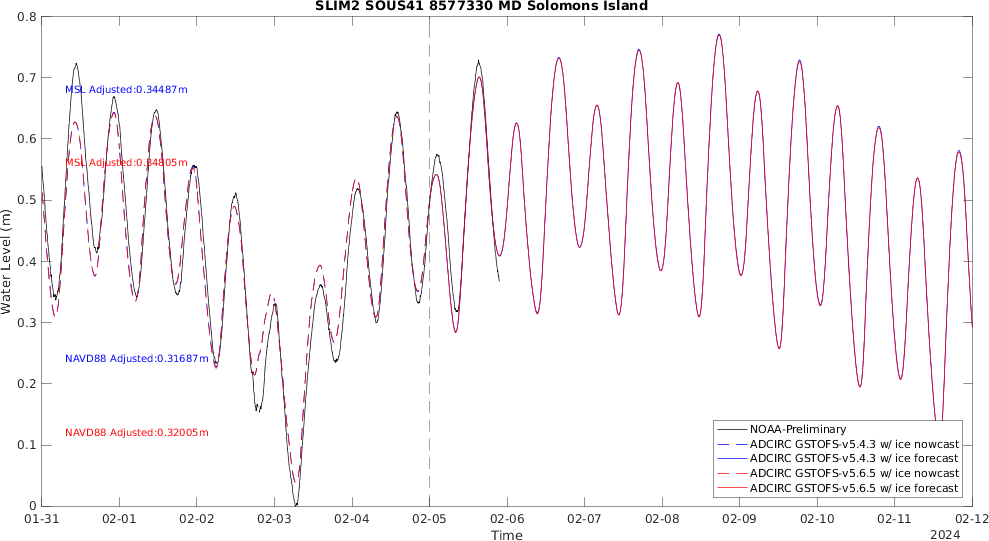 SLIM2 SOUS41 8577330 MD Solomons Island
0.8
0.7
0.6
0.5
0.4
0.3
0.2
0.1
0
Water Level (m)
MSL Adjusted:0.34487m
MSL Adjusted:0.34805m
NAVD88 Adjusted:0.31687m
NAVD88 Adjusted:0.32005m
NOAA-Preliminary
ADCIRC GSTOFS-v5.4.3 w/ ice nowcast
ADCIRC GSTOFS-v5.4.3 w/ ice forecast
ADCIRC GSTOFS-v5.6.5 w/ ice nowcast
ADCIRC GSTOFS-v5.6.5 w/ ice forecast
01-31 02-01 02-02 02-03 02-04 02-05 02-06 02-07 02-08 02-09 02-10 02-11 02-12
Time
2024